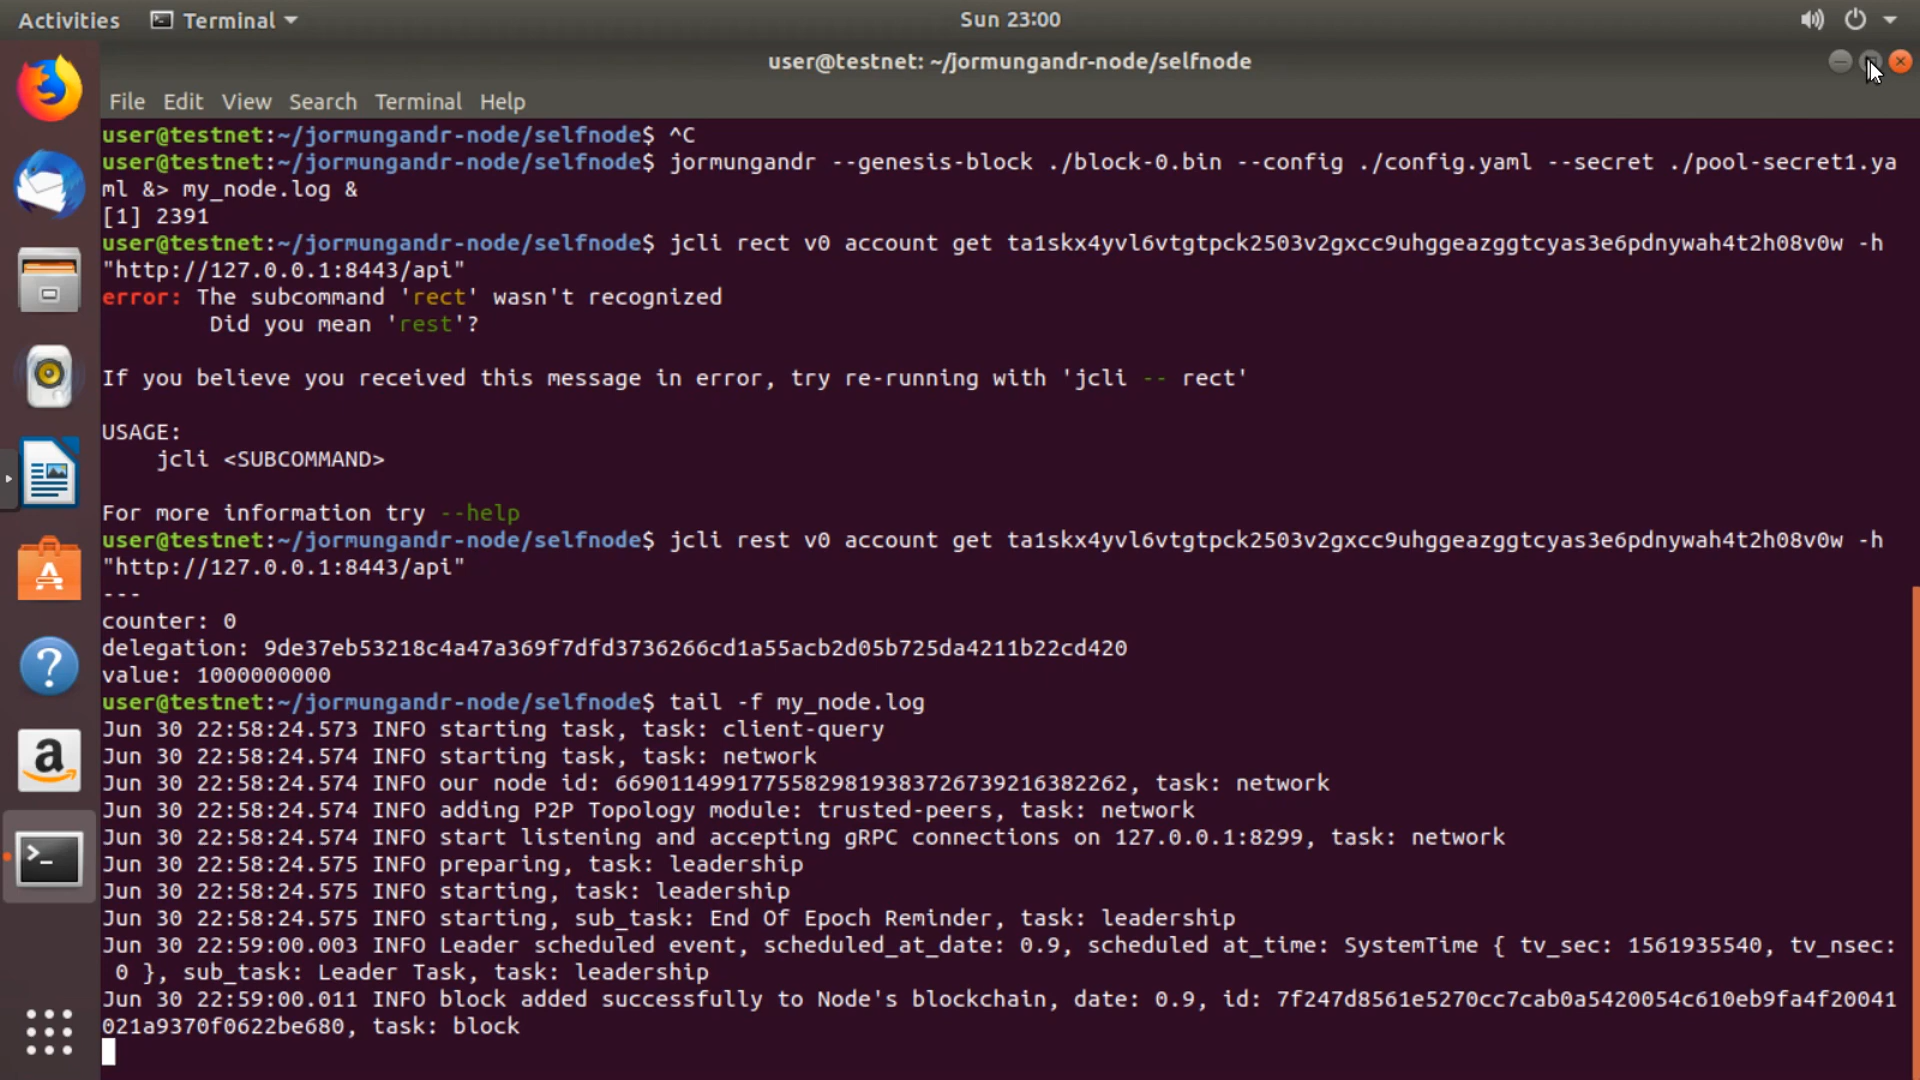 Activities Terminal Sun 23:00
user@testnet: ~/jormungandr-node/selfnode
File Edit View Search Terminal Help
user@testnet:~/jormungandr-node/selfnode$ ^C
user@testnet:~/jormungandr-node/selfnode$ jormungandr --genesis-block ./block-0.bin --config ./config.yaml --secret ./pool-secret1.ya
ml &> my_node.log &
[1] 2391
user@testnet:~/jormungandr-node/selfnode$ jcli rect v0 account get ta1skx4yvl6vtgtpck2503v2gxcc9uhggeazggtcyas3e6pdnywah4t2h08v0w -h
"http://127.0.0.1:8443/api"
error: The subcommand 'rect' wasn't recognized
Did you mean 'rest'?
If you believe you received this message in error, try re-running with 'jcli -- rect'
USAGE:
jcli <SUBCOMMAND>
For more information try --help
user@testnet:~/jormungandr-node/selfnode$ jcli rest v0 account get ta1skx4yvl6vtgtpck2503v2gxcc9uhggeazggtcyas3e6pdnywah4t2h08v0w -h
"http://127.0.0.1:8443/api"
---
counter: 0
delegation: 9de37eb53218c4a47a369f7dfd3736266cd1a55acb2d05b725da4211b22cd420
value: 1000000000
user@testnet:~/jormungandr-node/selfnode$ tail -f my_node.log
Jun 30 22:58:24.573 INFO starting task, task: client-query
Jun 30 22:58:24.574 INFO starting task, task: network
Jun 30 22:58:24.574 INFO our node id: 66901149917755829819383726739216382262, task: network
Jun 30 22:58:24.574 INFO adding P2P Topology module: trusted-peers, task: network
Jun 30 22:58:24.574 INFO start listening and accepting gRPC connections on 127.0.0.1:8299, task: network
Jun 30 22:58:24.575 INFO preparing, task: leadership
Jun 30 22:58:24.575 INFO starting, task: leadership
Jun 30 22:58:24.575 INFO starting, sub_task: End Of Epoch Reminder, task: leadership
Jun 30 22:59:00.003 INFO Leader scheduled event, scheduled_at_date: 0.9, scheduled at_time: SystemTime { tv_sec: 1561935540, tv_nsec:
0 }, sub_task: Leader Task, task: leadership
Jun 30 22:59:00.011 INFO block added successfully to Node's blockchain, date: 0.9, id: 7f247d8561e5270cc7cab0a5420054c610eb9fa4f20041
021a9370f0622be680, task: block